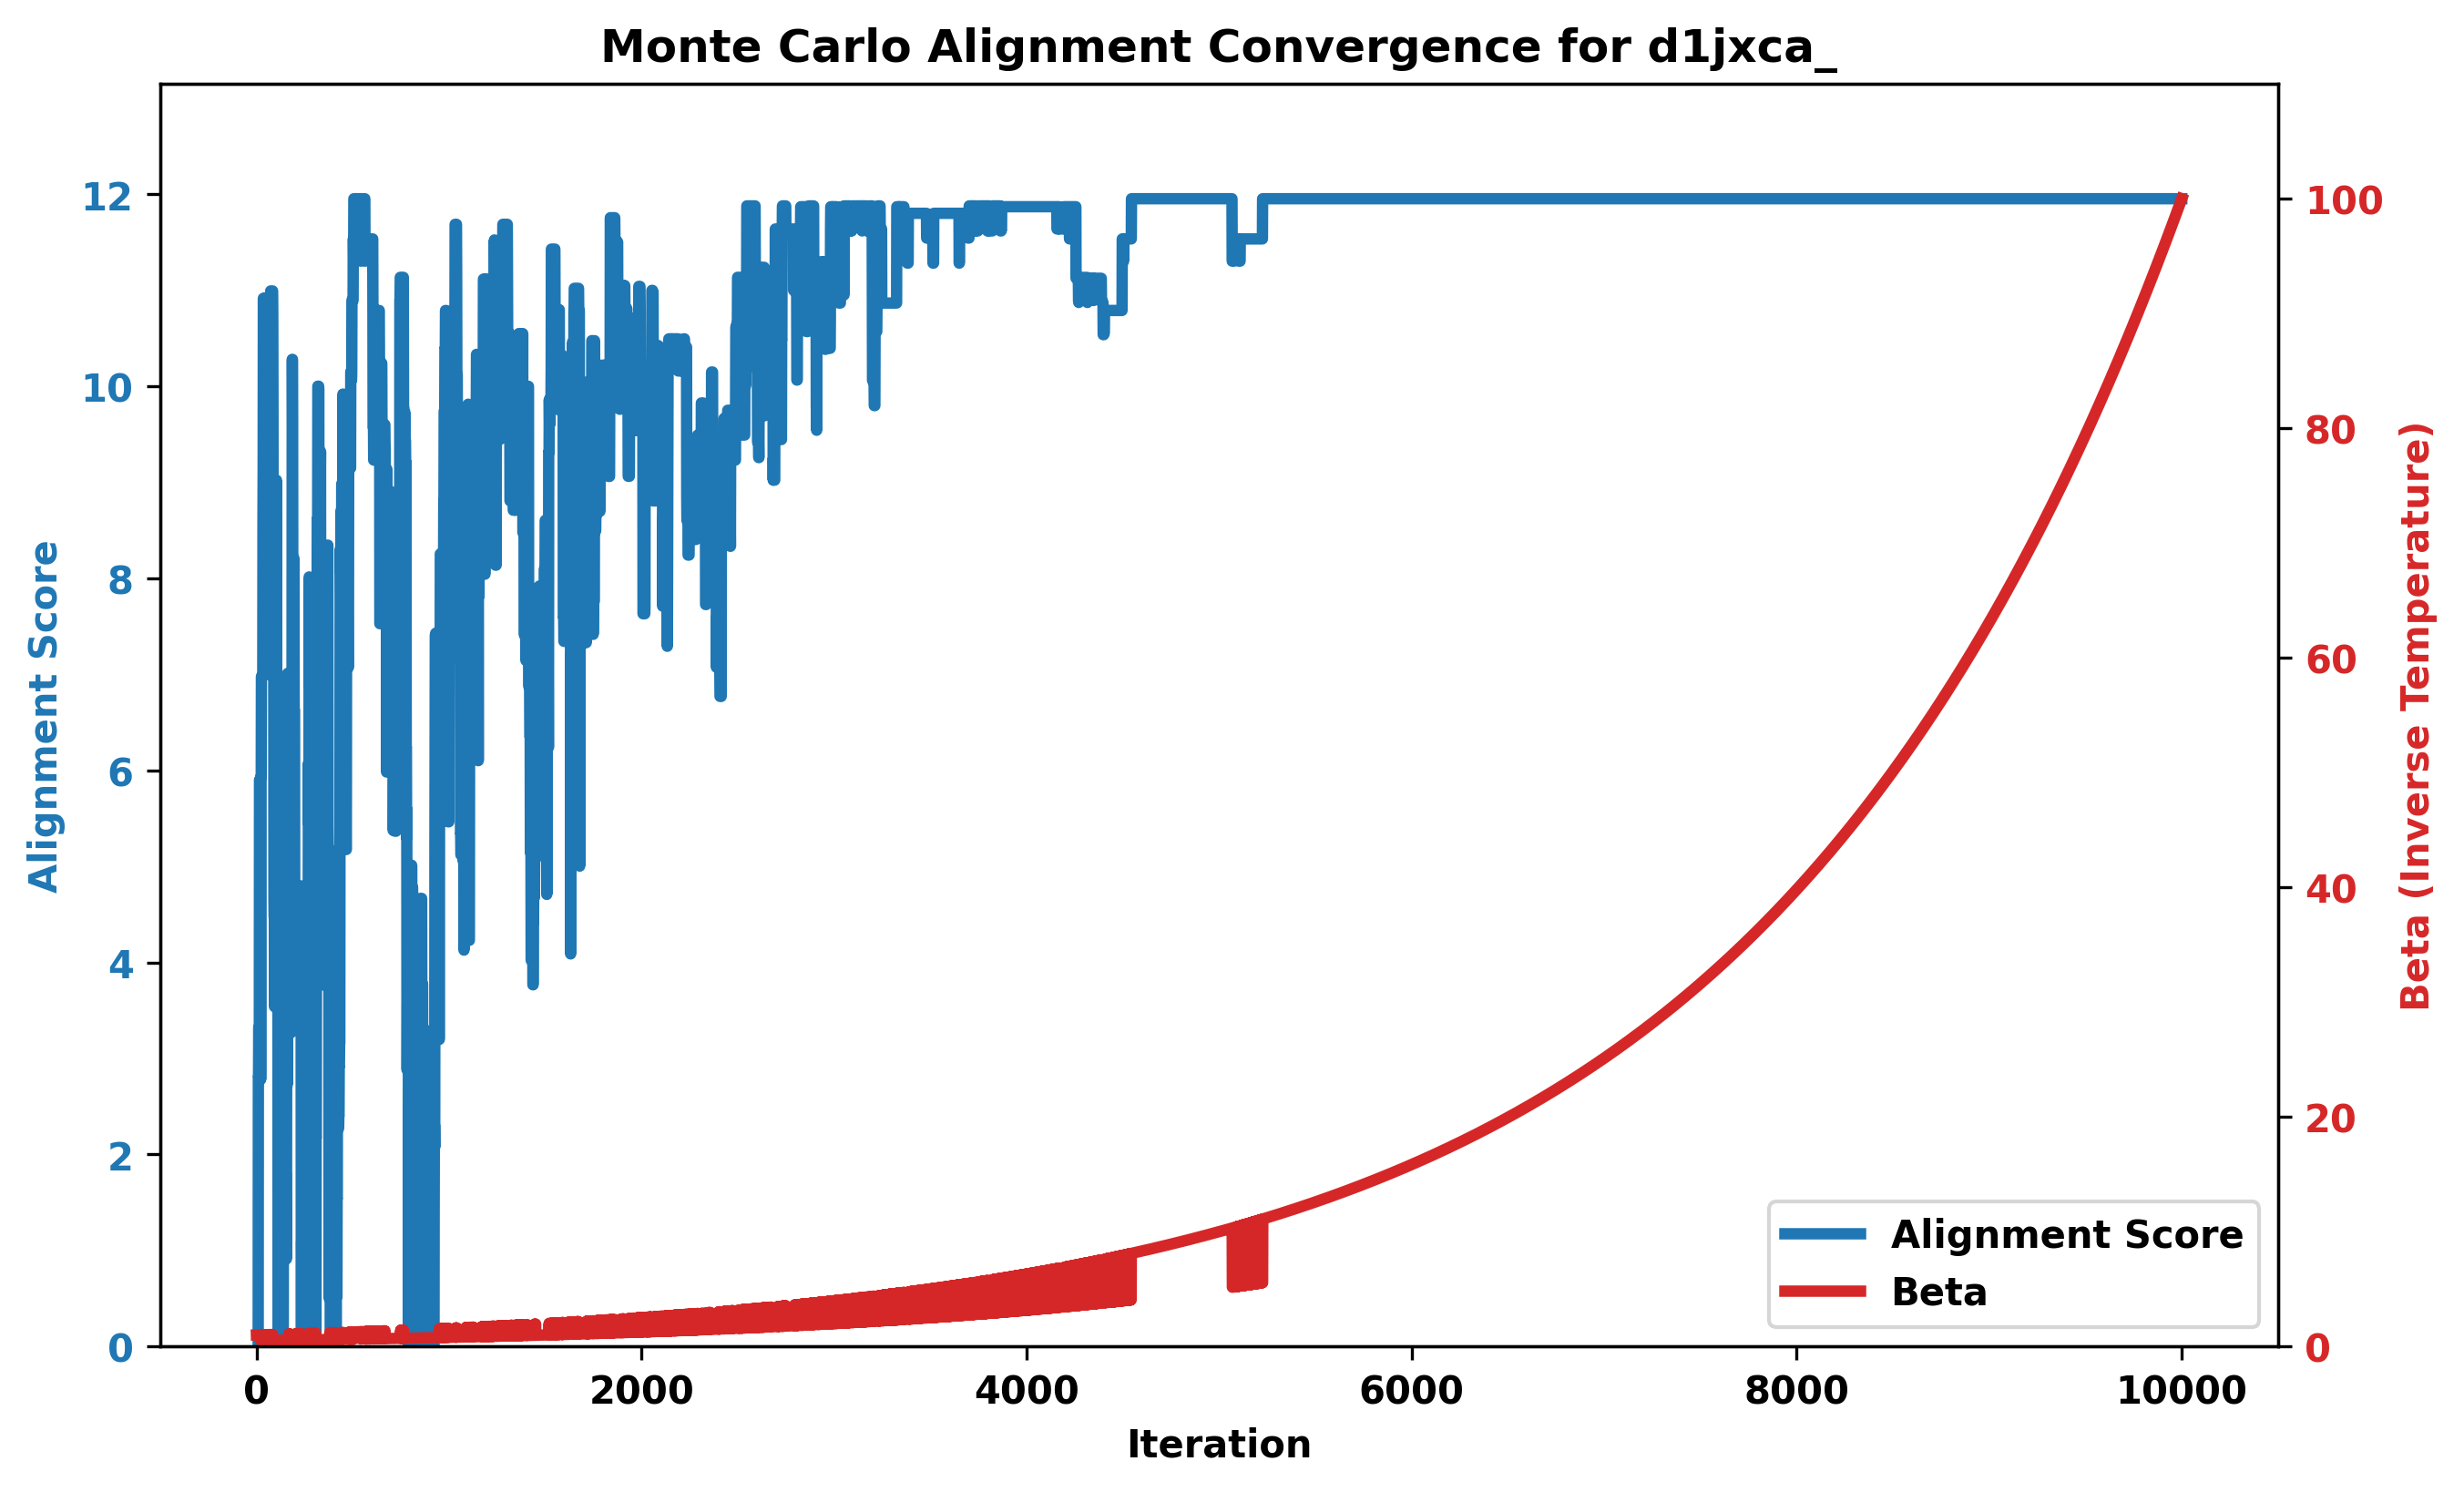 Monte Carlo Alignment Convergence for d1jxca_
Alignment Score
12
10
8
6
4
2
0
Beta (Inverse Temperature)
100
80
60
40
20
0
Alignment Score
Beta
0 2000 4000 6000 8000 10000
Iteration